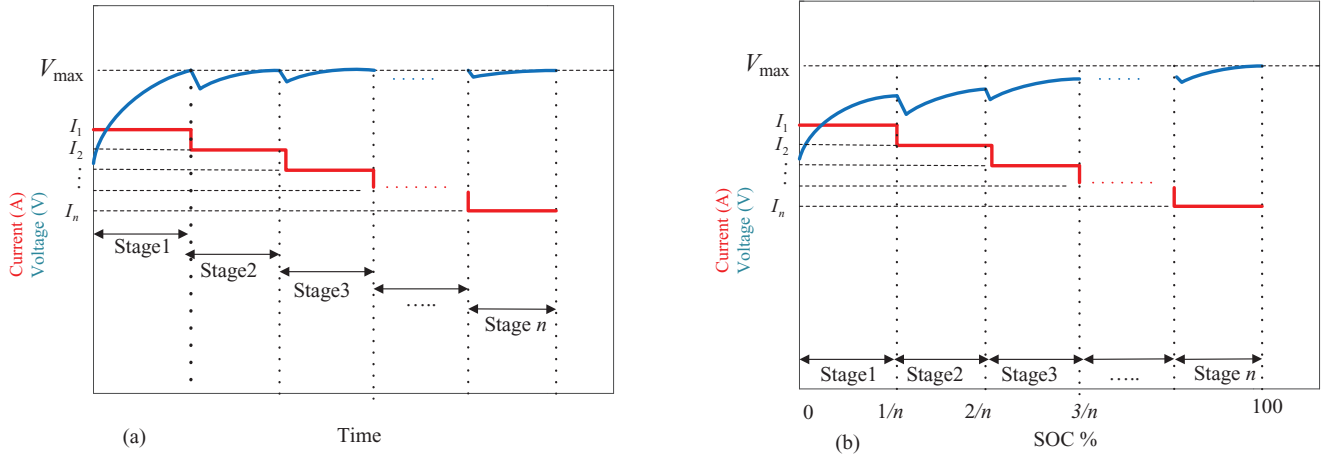 Vmax
I1
I2
⋮
In
Current (A)
Voltage (V)
......
.......
Stage1
Stage2
Stage3
.....
Stage n
(a)
Time
Vmax
I1
I2
⋮
In
Current (A)
Voltage (V)
......
.......
Stage1
Stage2
Stage3
.....
Stage n
0
1/n
2/n
3/n
100
(b)
SOC %